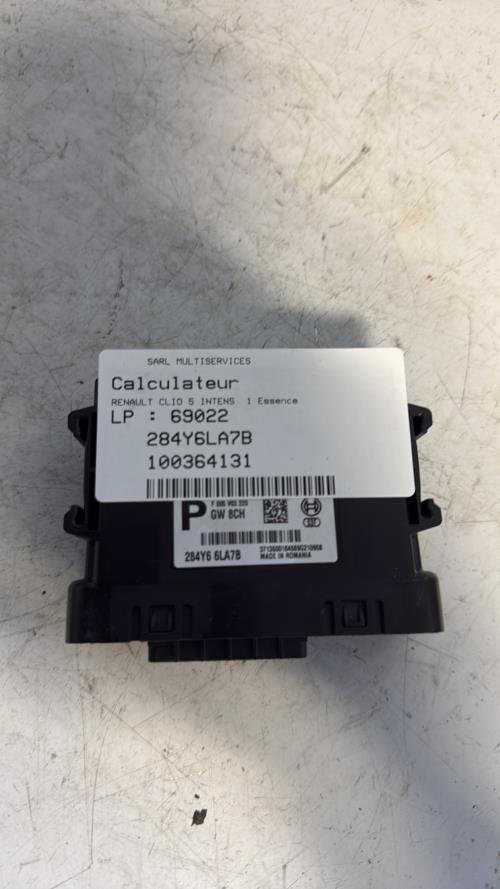 SARL MULTISERVICES
Calculateur
RENAULT CLIO 5 INTENS 1 Essence
LP : 69022
284Y6LA7B
100364131
P
GW 8CH
284Y6 6LA7B
MADE IN ROMANIA